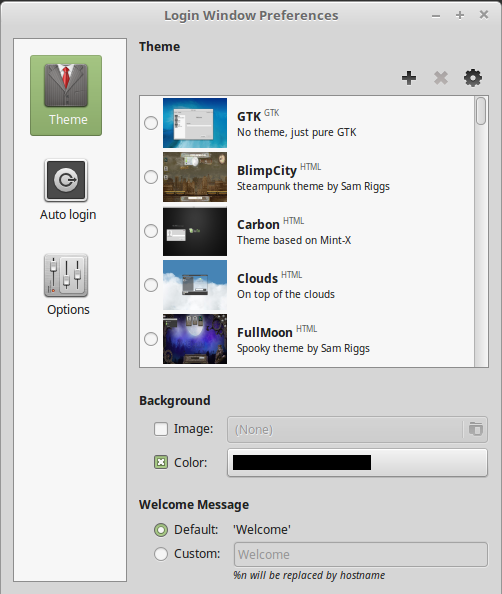 Login Window Preferences
Theme
Auto login
Options
Theme
GTK GTK
No theme, just pure GTK
BlimpCity HTML
Steampunk theme by Sam Riggs
Carbon HTML
Theme based on Mint-X
Clouds HTML
On top of the clouds
FullMoon HTML
Spooky theme by Sam Riggs
Background
Image: (None)
Color:
Welcome Message
Default: 'Welcome'
Custom: Welcome
%n will be replaced by hostname